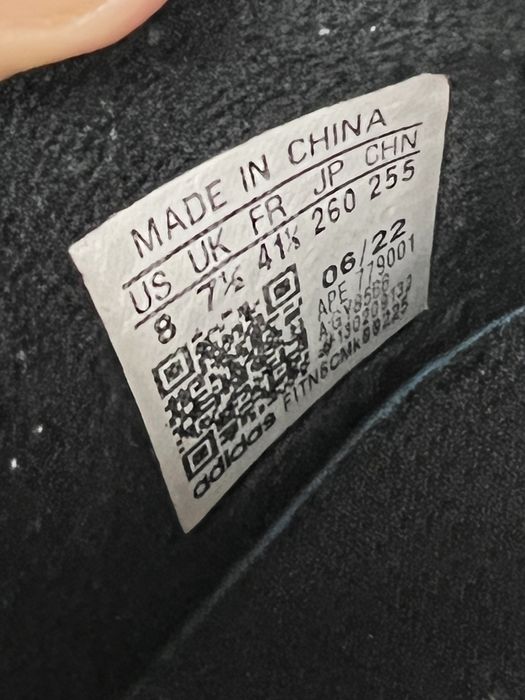 MADE IN CHINA
US UK FR JP CHN
8 7½ 41⅓ 260 255
06/22
APE 779001
adidas